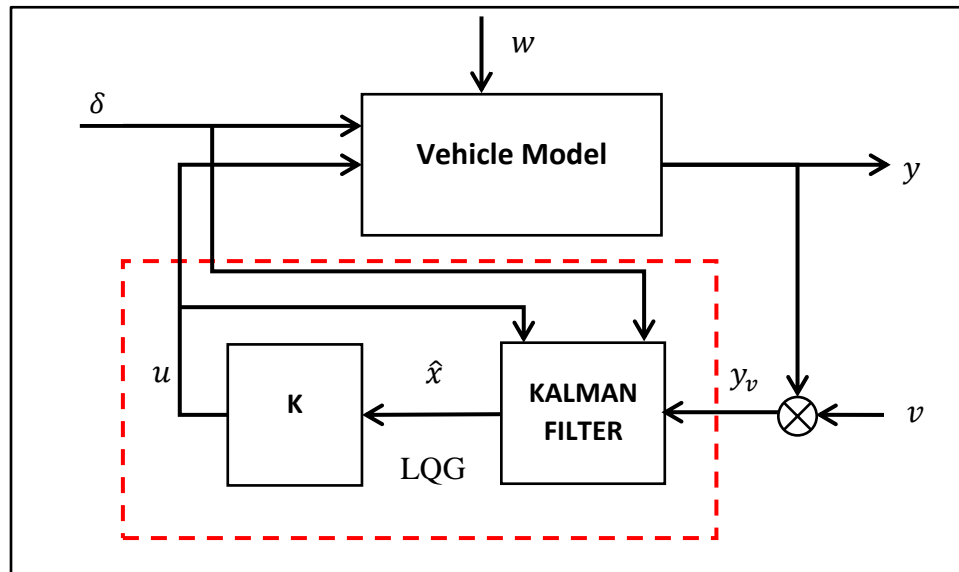 w
δ
Vehicle Model
y
u
K
x̂
LQG
KALMAN
FILTER
y_v
v